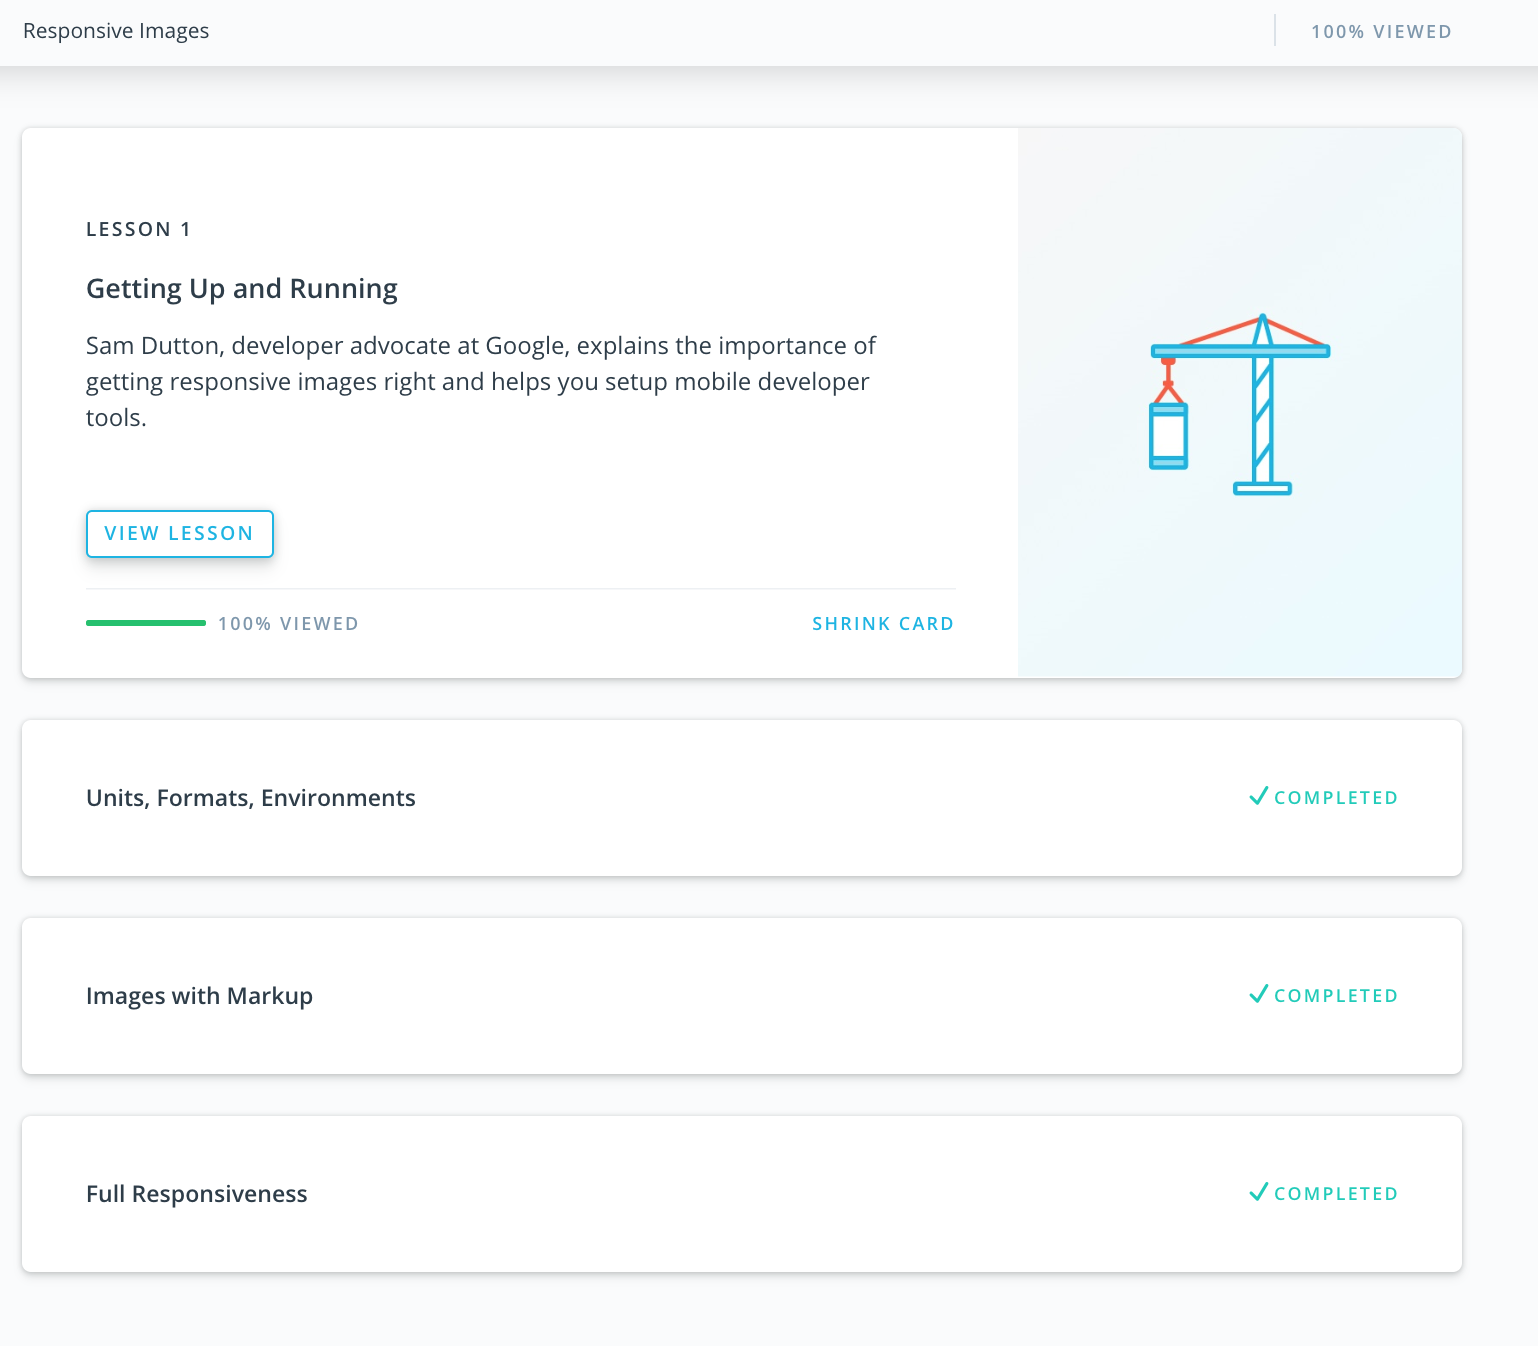 Responsive Images
100% VIEWED
LESSON 1
Getting Up and Running
Sam Dutton, developer advocate at Google, explains the importance of
getting responsive images right and helps you setup mobile developer
tools.
VIEW LESSON
100% VIEWED
SHRINK CARD
Units, Formats, Environments
COMPLETED
Images with Markup
COMPLETED
Full Responsiveness
COMPLETED